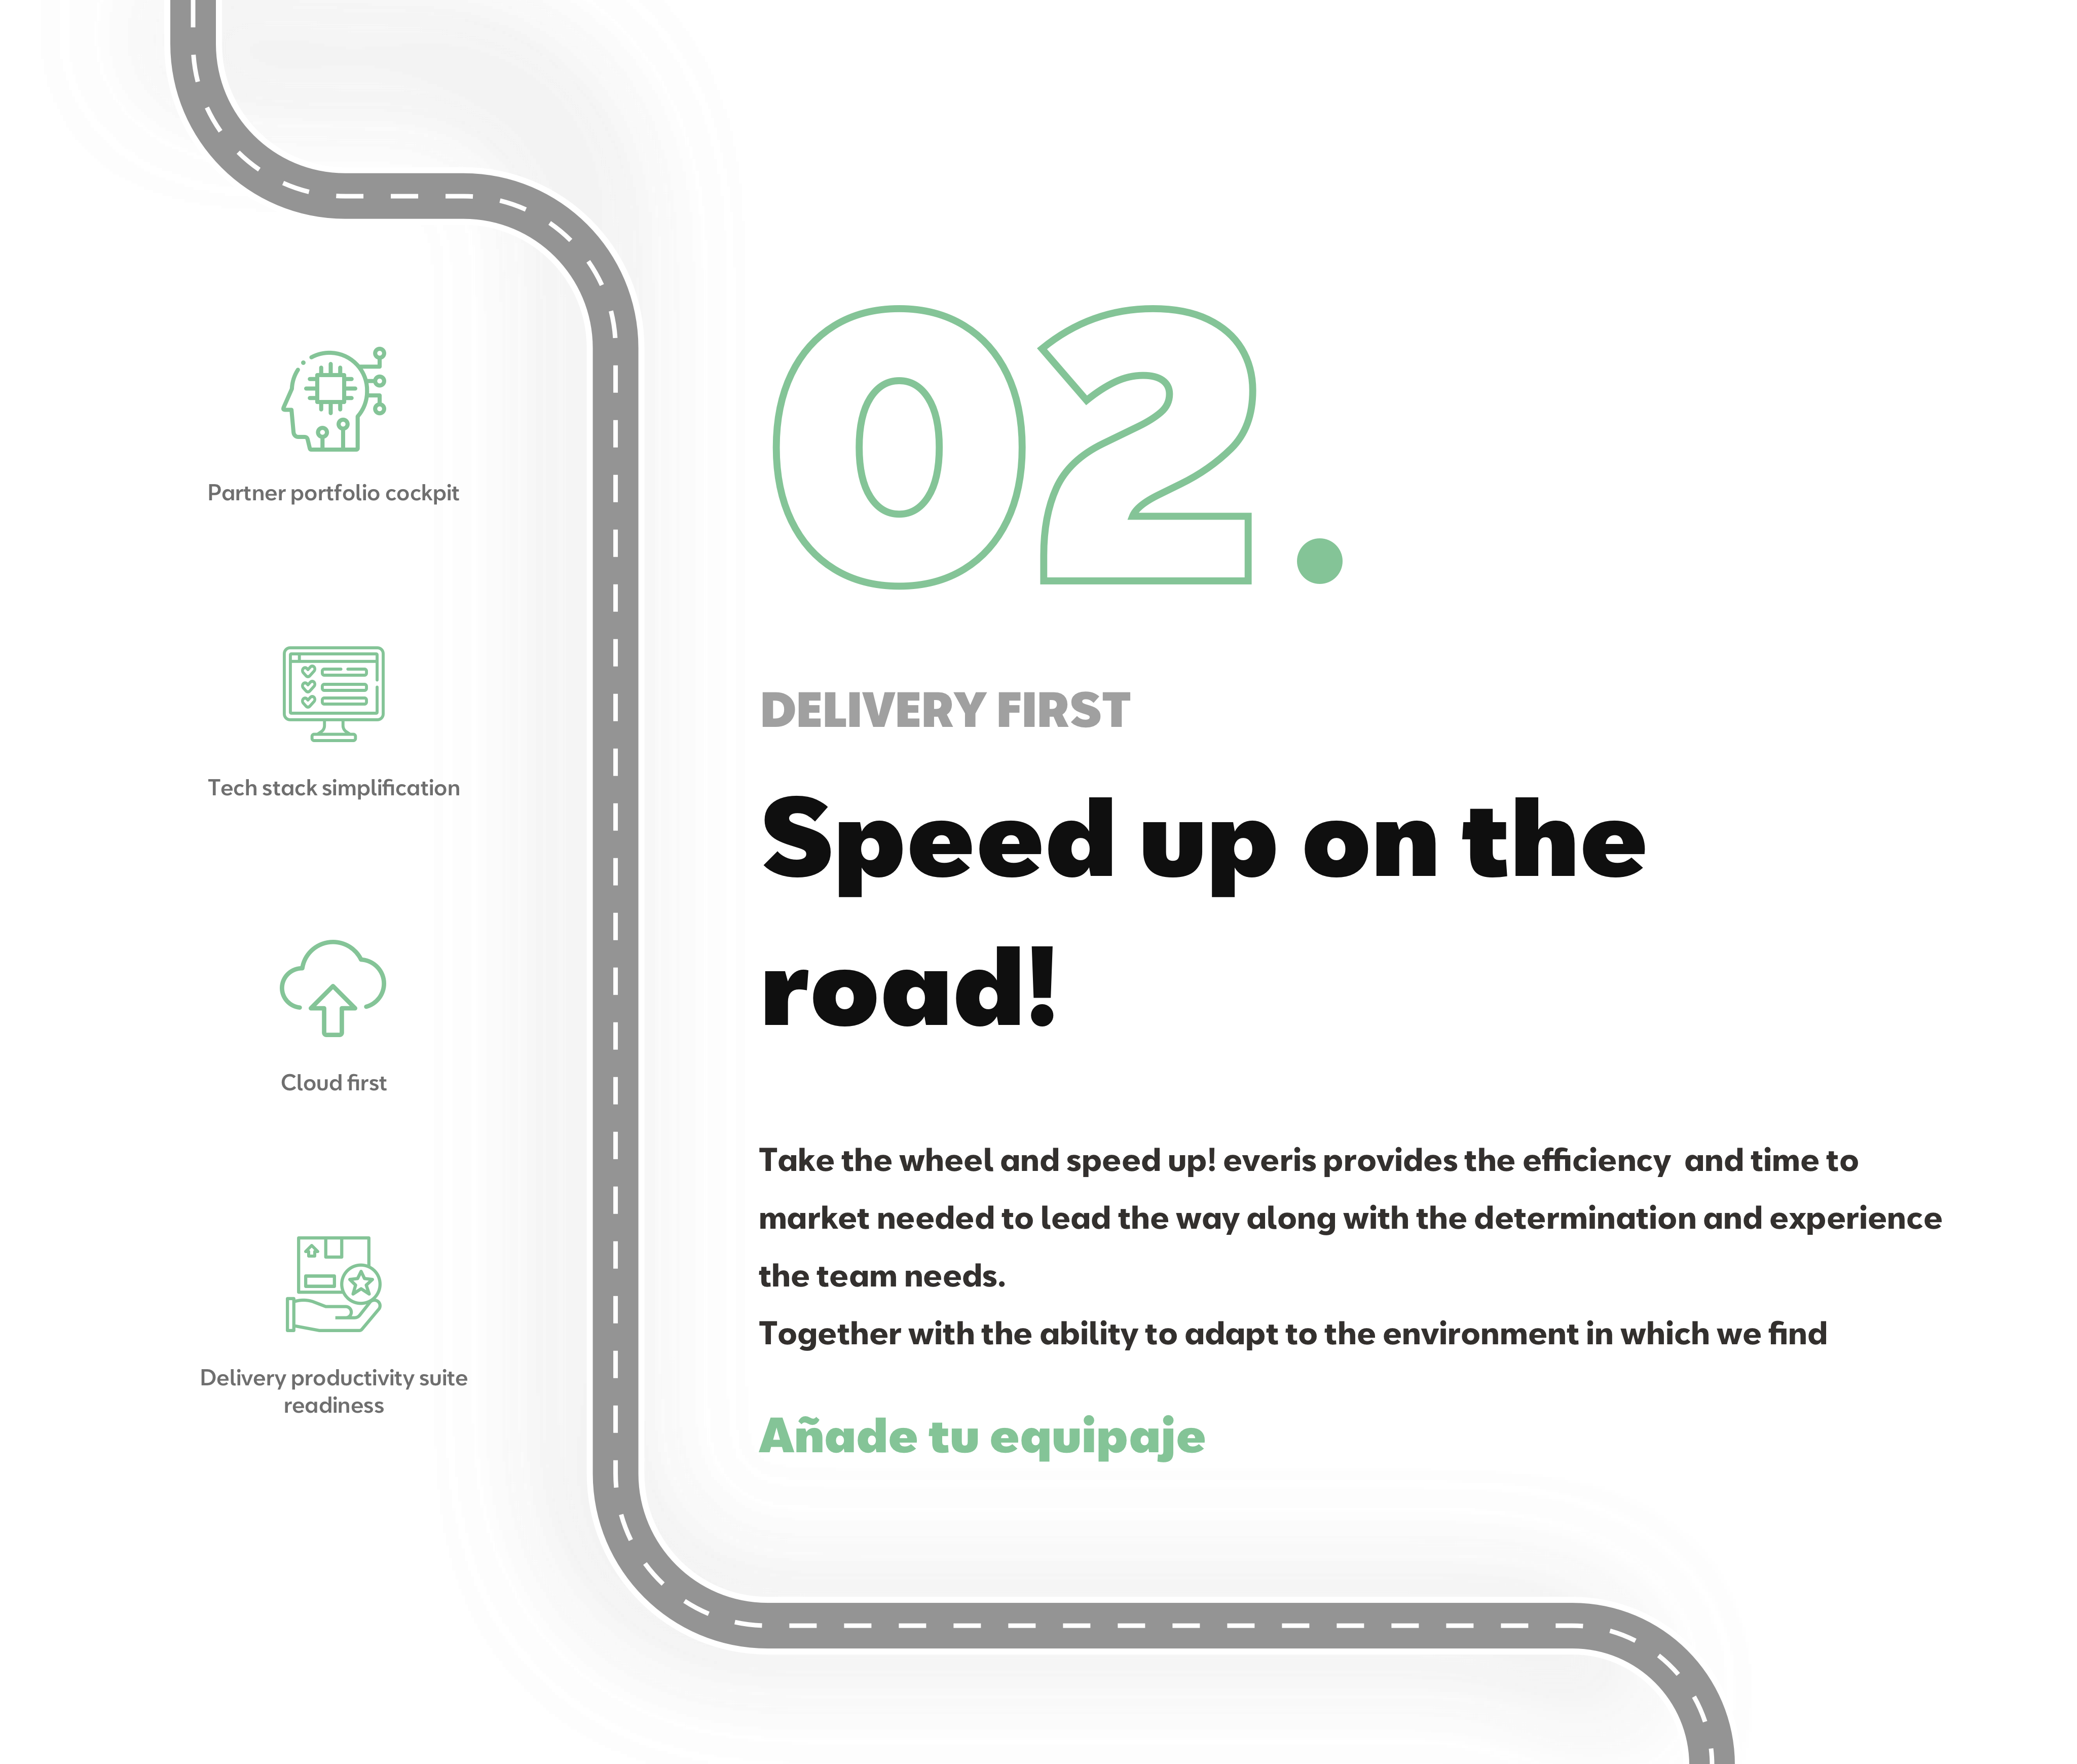 Partner portfolio cockpit
Tech stack simplification
Cloud first
Delivery productivity suite
readiness
02.
DELIVERY FIRST
Speed up on the
road!
Take the wheel and speed up! everis provides the efficiency  and time to
market needed to lead the way along with the determination and experience
the team needs.
Together with the ability to adapt to the environment in which we find
Añade tu equipaje